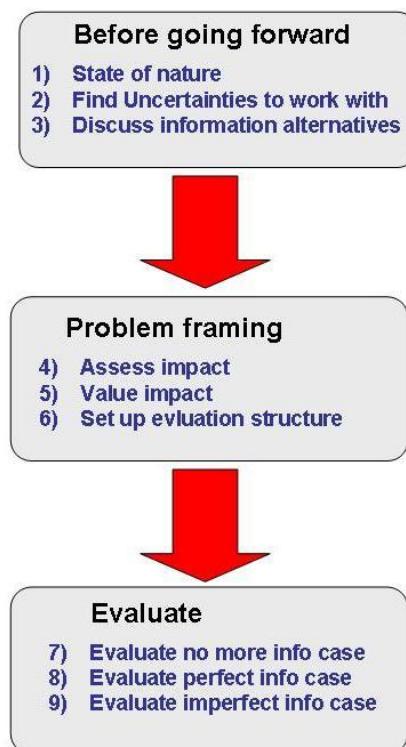 Before going forward
1) State of nature
2) Find Uncertainties to work with
3) Discuss information alternatives
Problem framing
4) Assess impact
5) Value impact
6) Set up evluation structure
Evaluate
7) Evaluate no more info case
8) Evaluate perfect info case
9) Evaluate imperfect info case